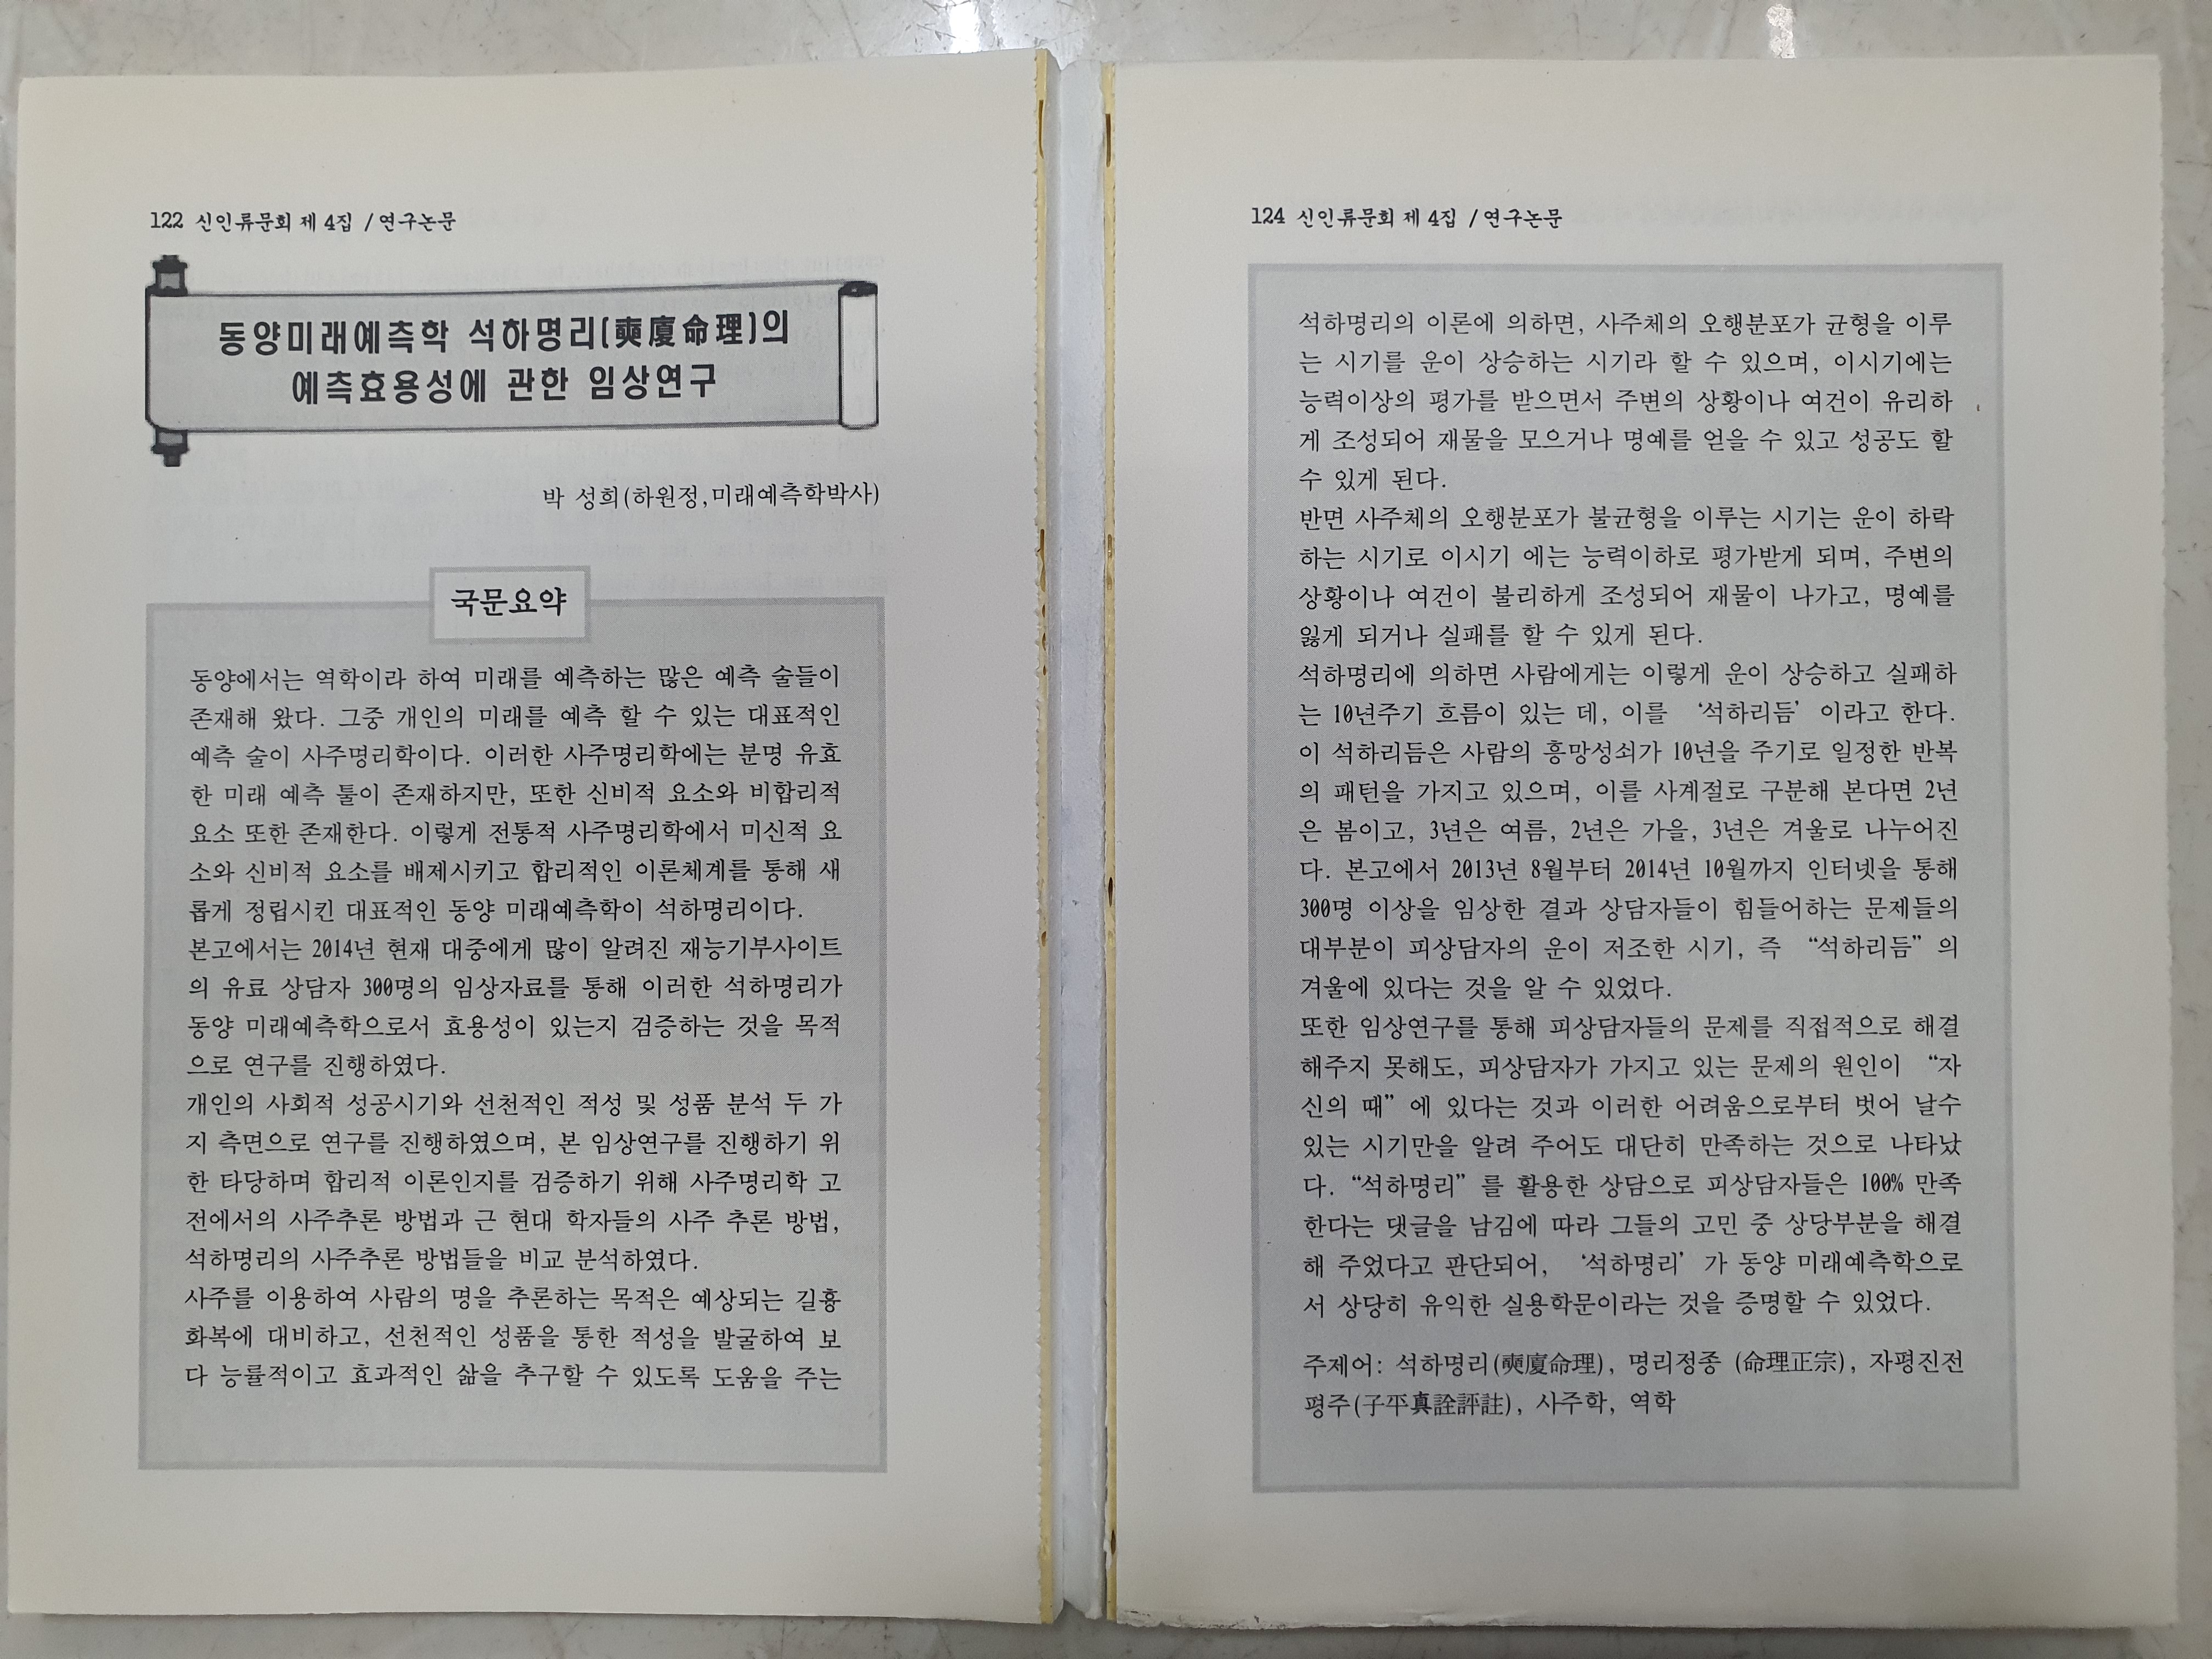 122 신인류문회 제 4집 / 연구논문
동양미래예측학 석하명리(奭廈命理)의
예측효용성에 관한 임상연구
박 성희(하원정,미래예측학박사)
국문요약
동양에서는 역학이라 하여 미래를 예측하는 많은 예측 술들이
존재해 왔다. 그중 개인의 미래를 예측 할 수 있는 대표적인
예측 술이 사주명리학이다. 이러한 사주명리학에는 분명 유효
한 미래 예측 툴이 존재하지만, 또한 신비적 요소와 비합리적
요소 또한 존재한다. 이렇게 전통적 사주명리학에서 미신적 요
소와 신비적 요소를 배제시키고 합리적인 이론체계를 통해 새
롭게 정립시킨 대표적인 동양 미래예측학이 석하명리이다.
본고에서는 2014년 현재 대중에게 많이 알려진 재능기부사이트
의 유료 상담자 300명의 임상자료를 통해 이러한 석하명리가
동양 미래예측학으로서 효용성이 있는지 검증하는 것을 목적
으로 연구를 진행하였다.
개인의 사회적 성공시기와 선천적인 적성 및 성품 분석 두 가
지 측면으로 연구를 진행하였으며, 본 임상연구를 진행하기 위
한 타당하며 합리적 이론인지를 검증하기 위해 사주명리학 고
전에서의 사주추론 방법과 근 현대 학자들의 사주 추론 방법,
석하명리의 사주추론 방법들을 비교 분석하였다.
사주를 이용하여 사람의 명을 추론하는 목적은 예상되는 길흉
화복에 대비하고, 선천적인 성품을 통한 적성을 발굴하여 보
다 능률적이고 효과적인 삶을 추구할 수 있도록 도움을 주는
124 신인류문회 제 4집 / 연구논문
석하명리의 이론에 의하면, 사주체의 오행분포가 균형을 이루
는 시기를 운이 상승하는 시기라 할 수 있으며, 이시기에는
능력이상의 평가를 받으면서 주변의 상황이나 여건이 유리하
게 조성되어 재물을 모으거나 명예를 얻을 수 있고 성공도 할
수 있게 된다.
반면 사주체의 오행분포가 불균형을 이루는 시기는 운이 하락
하는 시기로 이시기 에는 능력이하로 평가받게 되며, 주변의
상황이나 여건이 불리하게 조성되어 재물이 나가고, 명예를
잃게 되거나 실패를 할 수 있게 된다.
석하명리에 의하면 사람에게는 이렇게 운이 상승하고 실패하
는 10년주기 흐름이 있는 데, 이를 ‘석하리듬’ 이라고 한다.
이 석하리듬은 사람의 흥망성쇠가 10년을 주기로 일정한 반복
의 패턴을 가지고 있으며, 이를 사계절로 구분해 본다면 2년
은 봄이고, 3년은 여름, 2년은 가을, 3년은 겨울로 나누어진
다. 본고에서 2013년 8월부터 2014년 10월까지 인터넷을 통해
300명 이상을 임상한 결과 상담자들이 힘들어하는 문제들의
대부분이 피상담자의 운이 저조한 시기, 즉 “석하리듬” 의
겨울에 있다는 것을 알 수 있었다.
또한 임상연구를 통해 피상담자들의 문제를 직접적으로 해결
해주지 못해도, 피상담자가 가지고 있는 문제의 원인이 “자
신의 때” 에 있다는 것과 이러한 어려움으로부터 벗어 날수
있는 시기만을 알려 주어도 대단히 만족하는 것으로 나타났
다. “석하명리” 를 활용한 상담으로 피상담자들은 100% 만족
한다는 댓글을 남김에 따라 그들의 고민 중 상당부분을 해결
해 주었다고 판단되어, ‘석하명리’ 가 동양 미래예측학으로
서 상당히 유익한 실용학문이라는 것을 증명할 수 있었다.
주제어: 석하명리(奭廈命理), 명리정종 (命理正宗), 자평진전
평주(子平真詮評註), 사주학, 역학